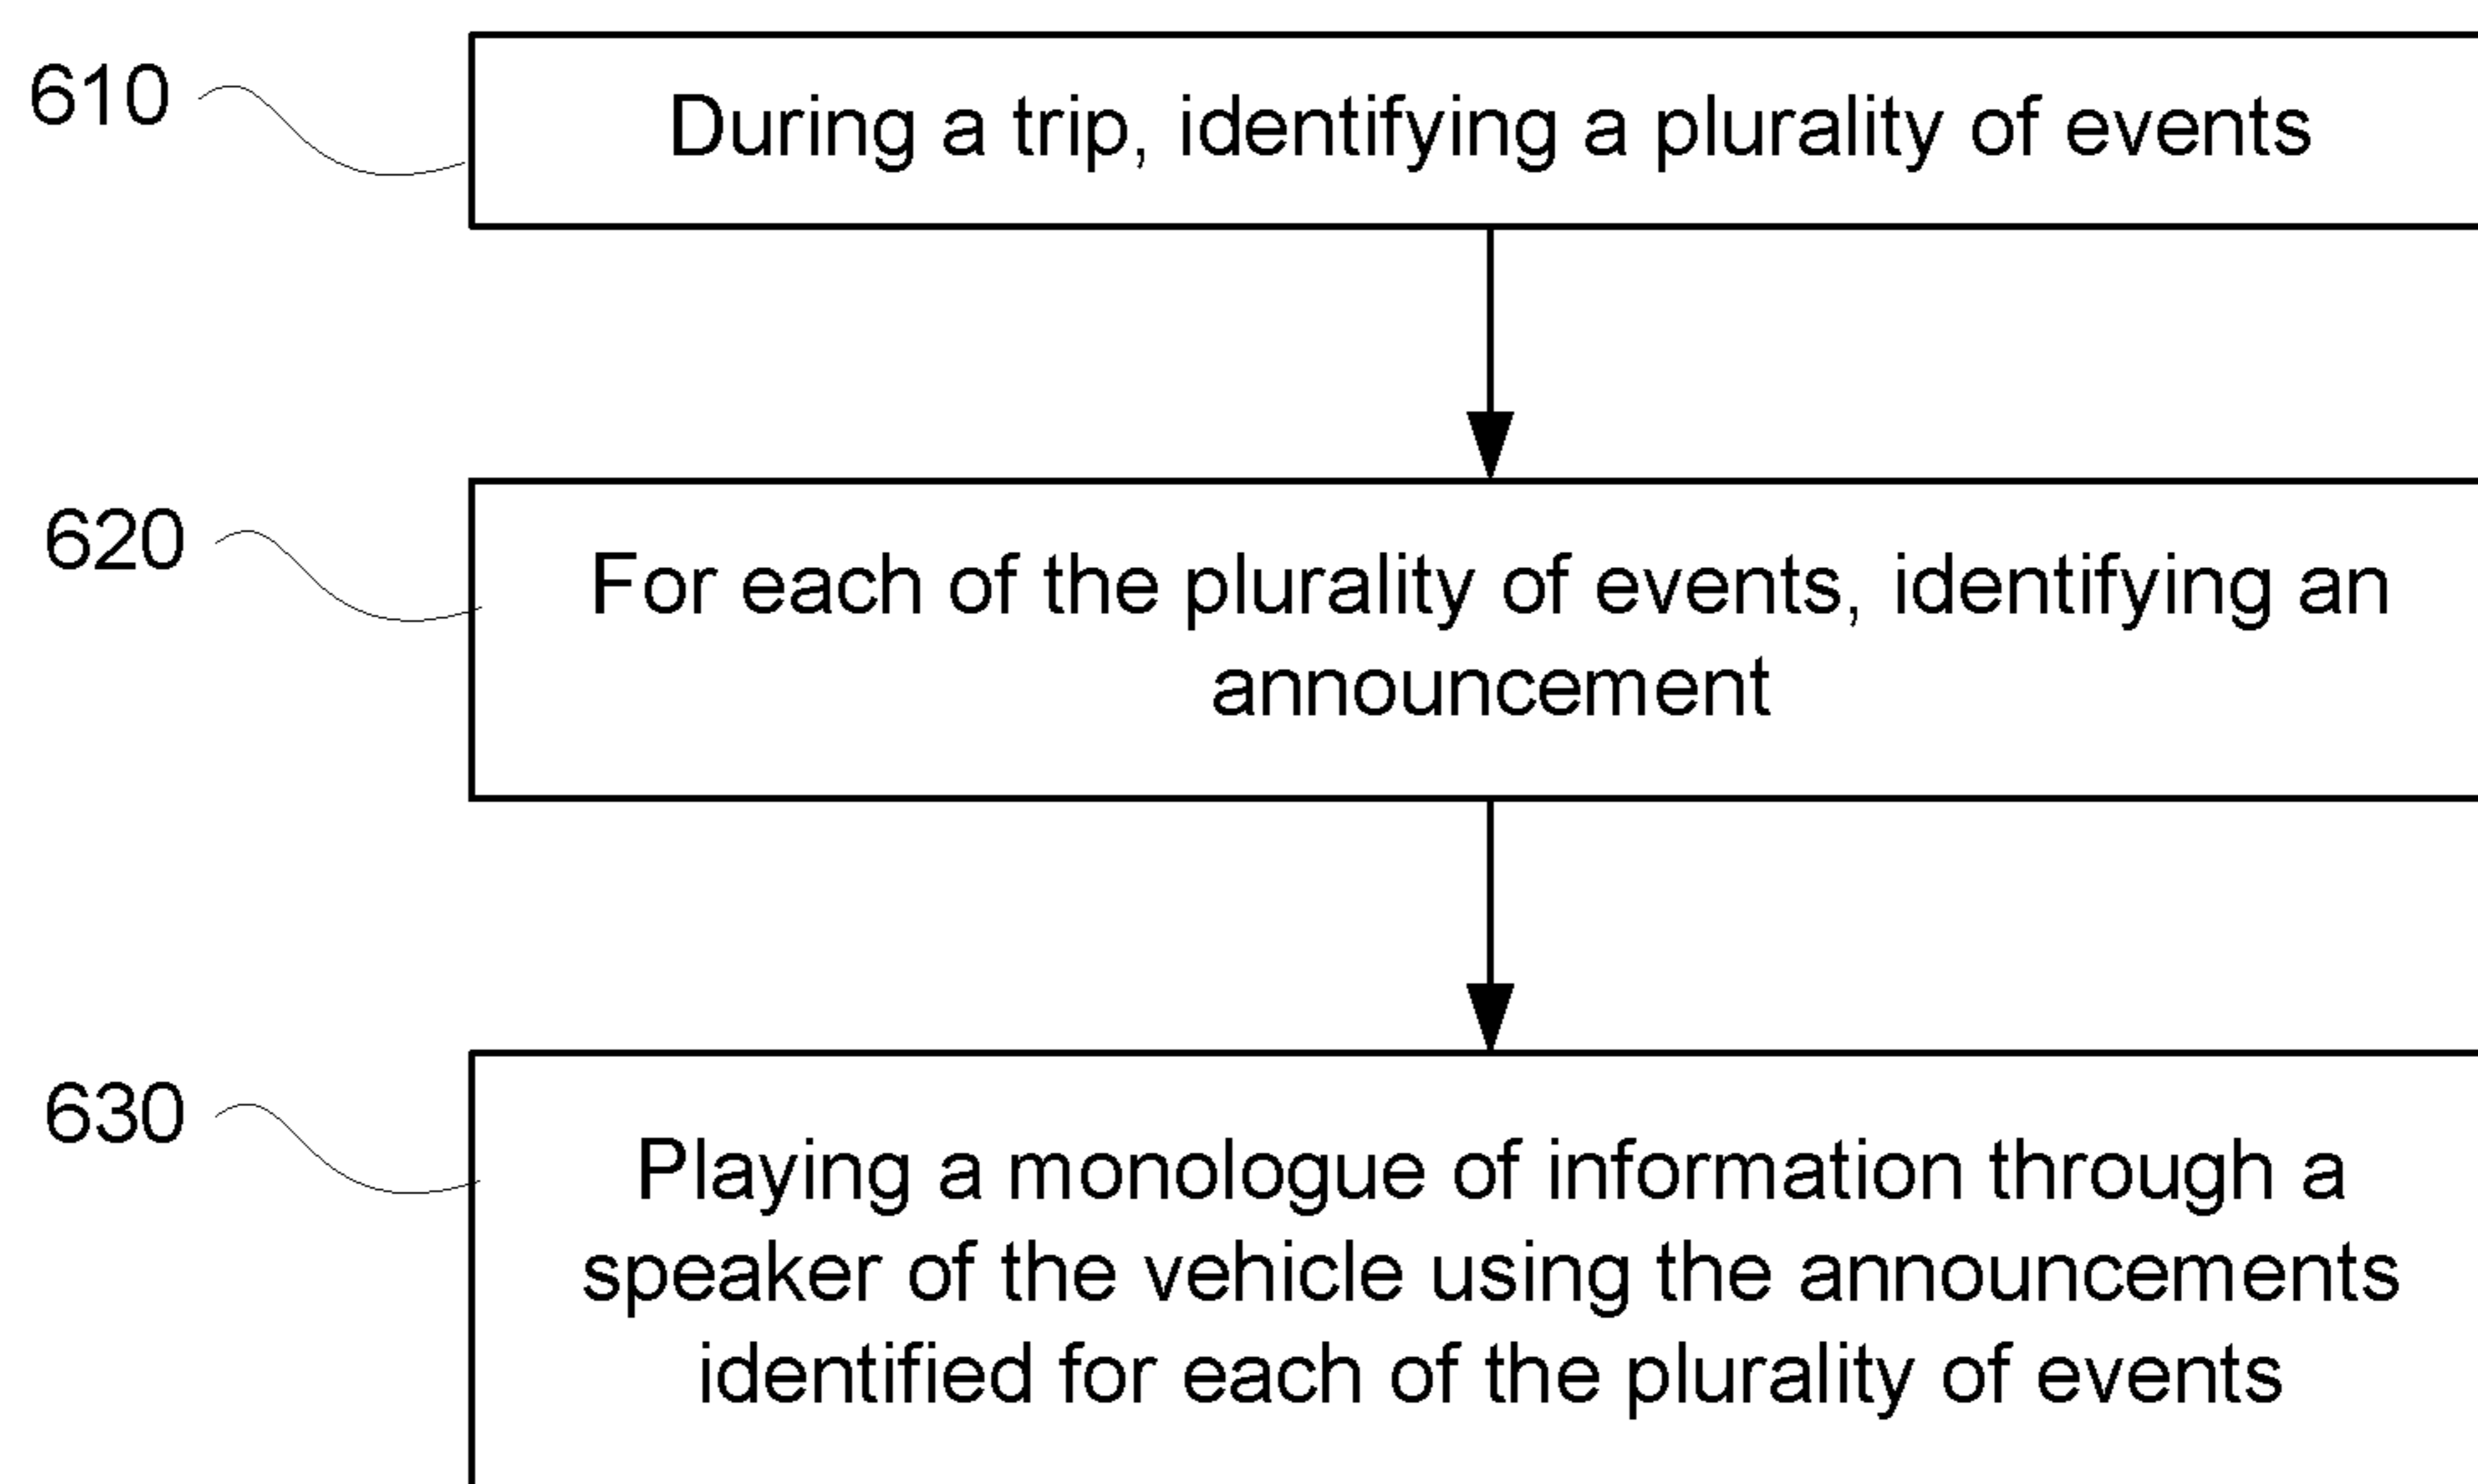 610
During a trip, identifying a plurality of events
620
For each of the plurality of events, identifying an
announcement
630
Playing a monologue of information through a
speaker of the vehicle using the announcements
identified for each of the plurality of events